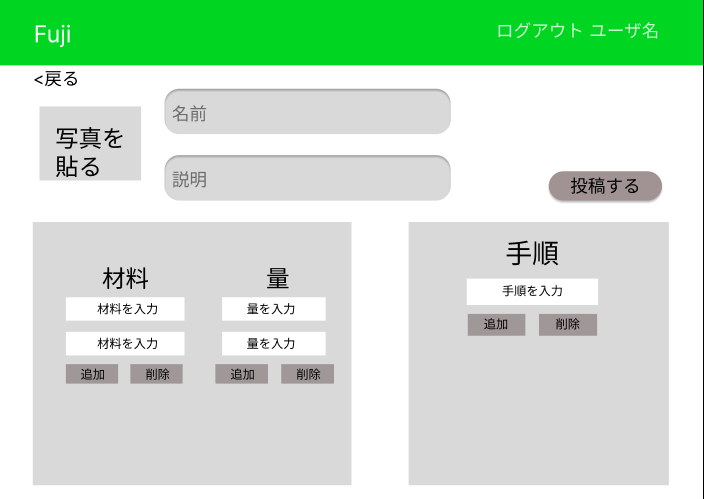 Fuji
ログアウト ユーザ名
<戻る
写真を
貼る
名前
説明
投稿する
材料
量
材料を入力
量を入力
材料を入力
量を入力
追加
削除
追加
削除
手順
手順を入力
追加
削除